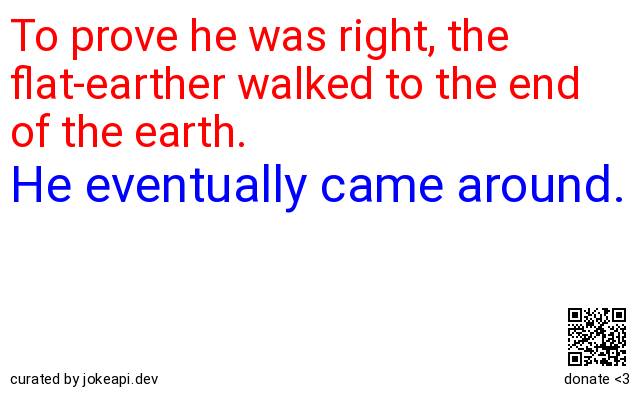 To prove he was right, the
flat-earther walked to the end
of the earth.
He eventually came around.
curated by jokeapi.dev
donate <3